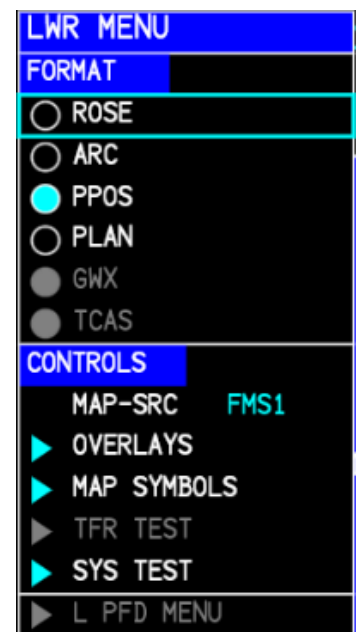 LWR MENU
FORMAT
ROSE
ARC
PPOS
PLAN
GWX
TCAS
CONTROLS
MAP-SRC FMS1
OVERLAYS
MAP SYMBOLS
TFR TEST
SYS TEST
L PFD MENU